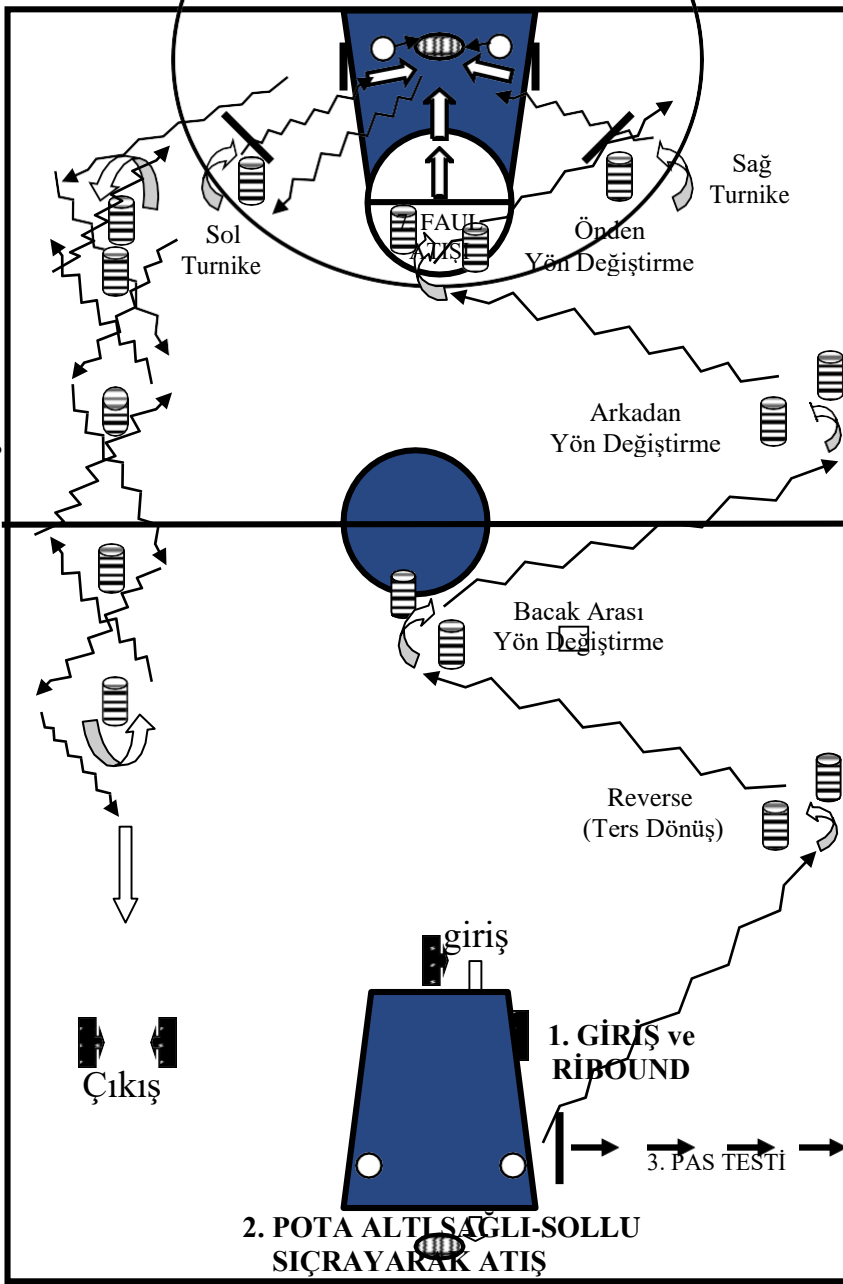 7. FAUL
ATIŞI
Sağ
Turnike
Sol
Turnike
Önden
Yön Değiştirme
Arkadan
Yön Değiştirme
Bacak Arası
Yön Değiştirme
Reverse
(Ters Dönüş)
giriş
1. GİRİŞ ve
RİBOUND
Çıkış
3. PAS TESTİ
2. POTA ALTI SAĞLI-SOLLU
SIÇRAYARAK ATIŞ